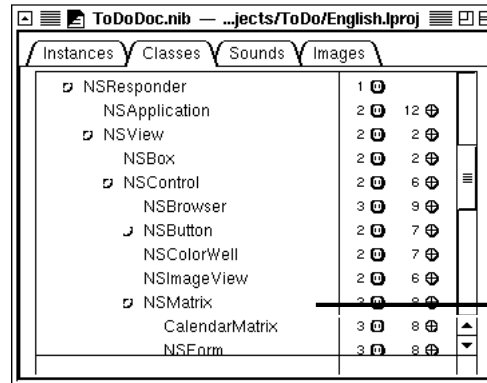 ToDoDoc.nib — ...jects/ToDo/English.lproj
Instances Classes Sounds Images
NSResponder 1
NSApplication 2 12
NSView 2 2
NSBox 2 2
NSControl 2 6
NSBrowser 3 9
NSButton 2 7
NSColorWell 2 7
NSImageView 2 6
NSMatrix 3 8
CalendarMatrix 3 8
NSForm 3 8